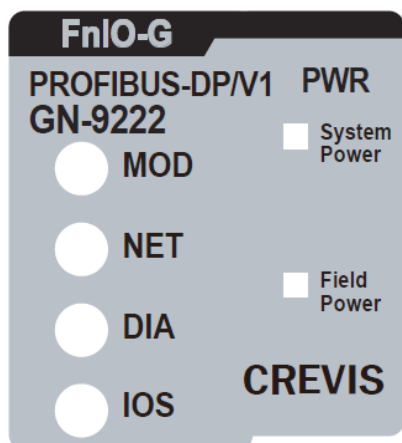 FnIO-G
PROFIBUS-DP/V1
PWR
GN-9222
System
Power
MOD
NET
Field
Power
DIA
IOS
CREVIS